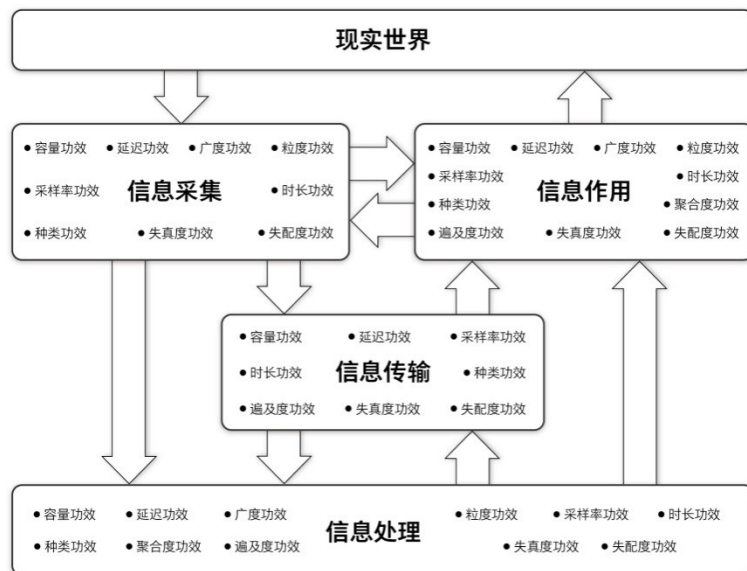 现实世界
● 容量功效 ● 延迟功效 ● 广度功效 ● 粒度功效
● 采样率功效 信息采集 ● 时长功效
● 种类功效 ● 失真度功效 ● 失配度功效
● 容量功效 ● 延迟功效 ● 广度功效 ● 粒度功效
● 采样率功效 ● 时长功效
信息作用
● 种类功效 ● 聚合度功效
● 遍及度功效 ● 失真度功效 ● 失配度功效
● 容量功效 ● 延迟功效 ● 采样率功效
● 时长功效 信息传输 ● 种类功效
● 遍及度功效 ● 失真度功效 ● 失配度功效
● 容量功效 ● 延迟功效 ● 广度功效 ● 粒度功效 ● 采样率功效 ● 时长功效
信息处理
● 种类功效 ● 聚合度功效 ● 遍及度功效 ● 失真度功效 ● 失配度功效